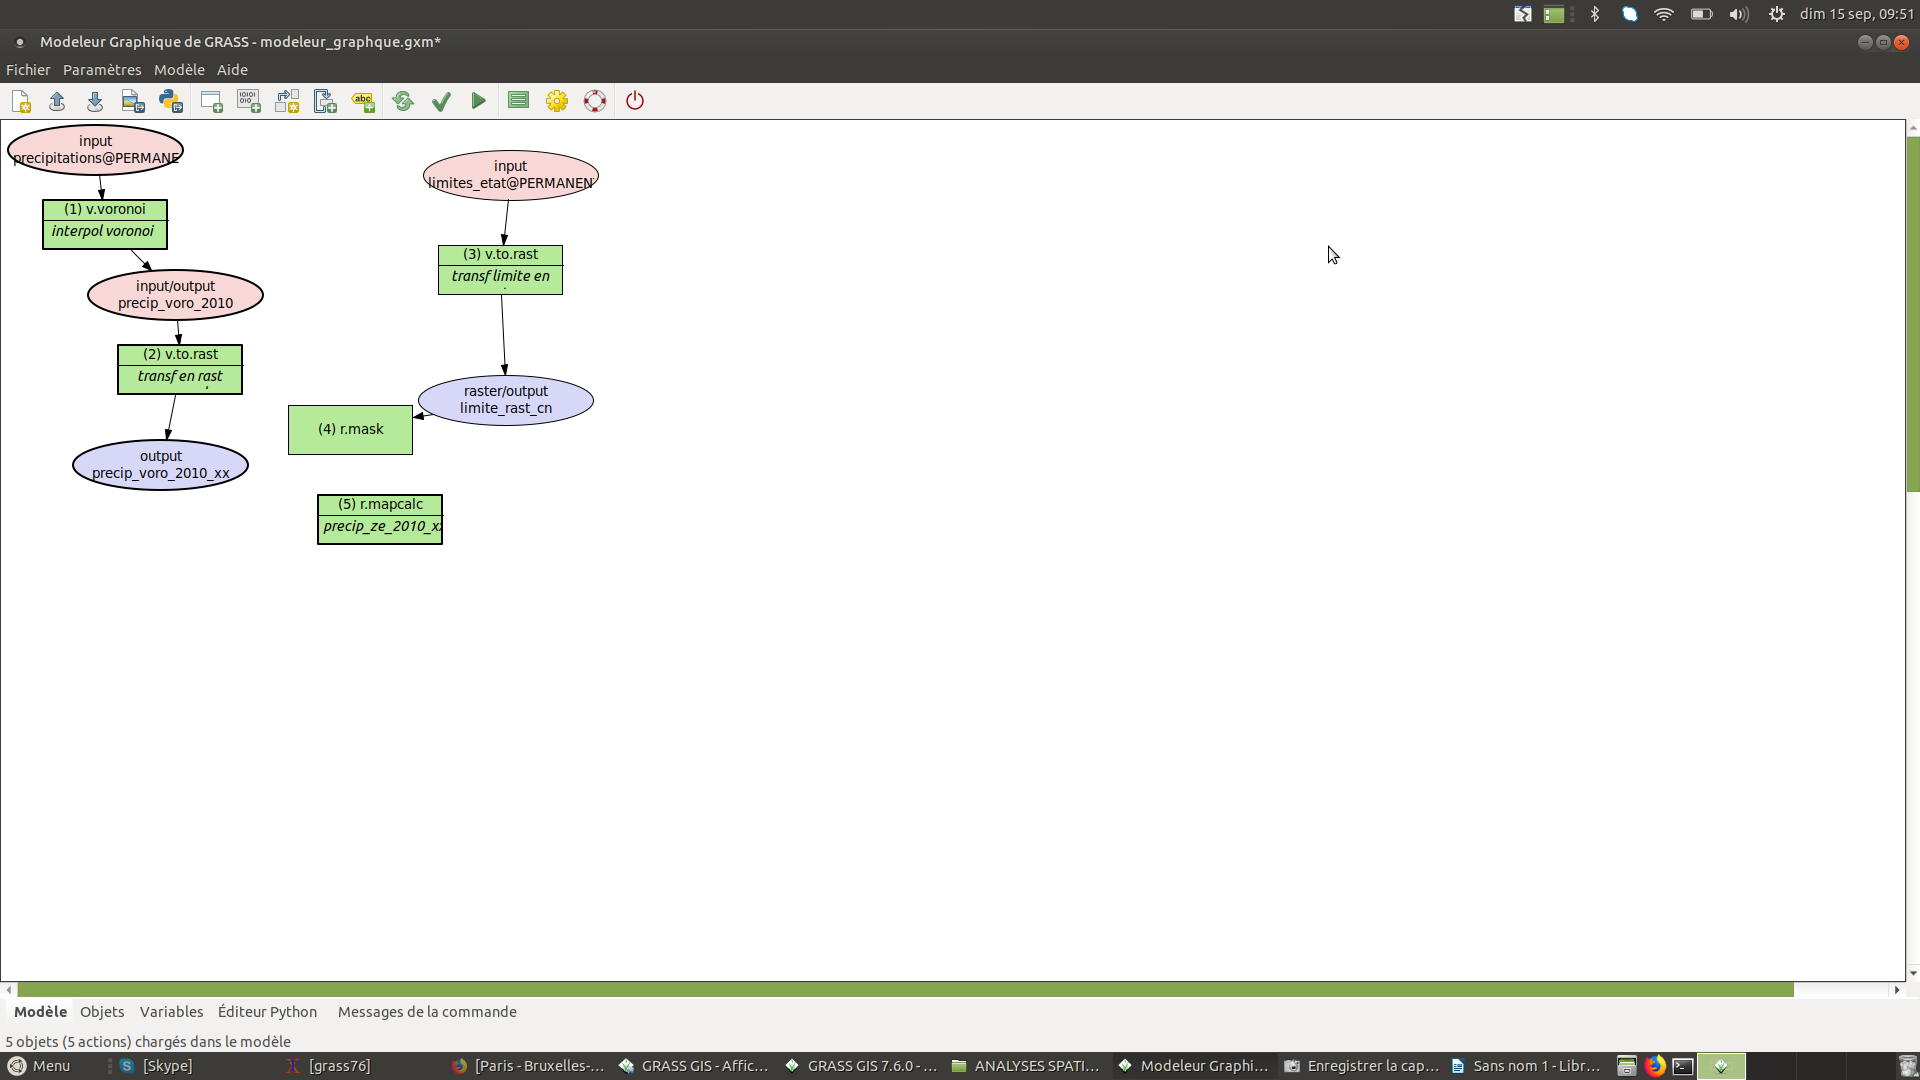 dim 15 sep, 09:51
Modeleur Graphique de GRASS - modeleur_graphque.gxm*
Fichier Paramètres Modèle Aide
input
precipitations@PERMANE
(1) v.voronoi
interpol voronoi
input/output
precip_voro_2010
(2) v.to.rast
transf en rast
output
precip_voro_2010_xx
input
limites_etat@PERMANEN
(3) v.to.rast
transf limite en
raster/output
limite_rast_cn
(4) r.mask
(5) r.mapcalc
precip_ze_2010_xx
Modèle Objets Variables Éditeur Python Messages de la commande
5 objets (5 actions) chargés dans le modèle
Menu [Skype] [grass76] [Paris - Bruxelles-... GRASS GIS - Affic... GRASS GIS 7.6.0 - ... ANALYSES SPATI... Modeleur Graphi... Enregistrer la cap... Sans nom 1 - Libr...